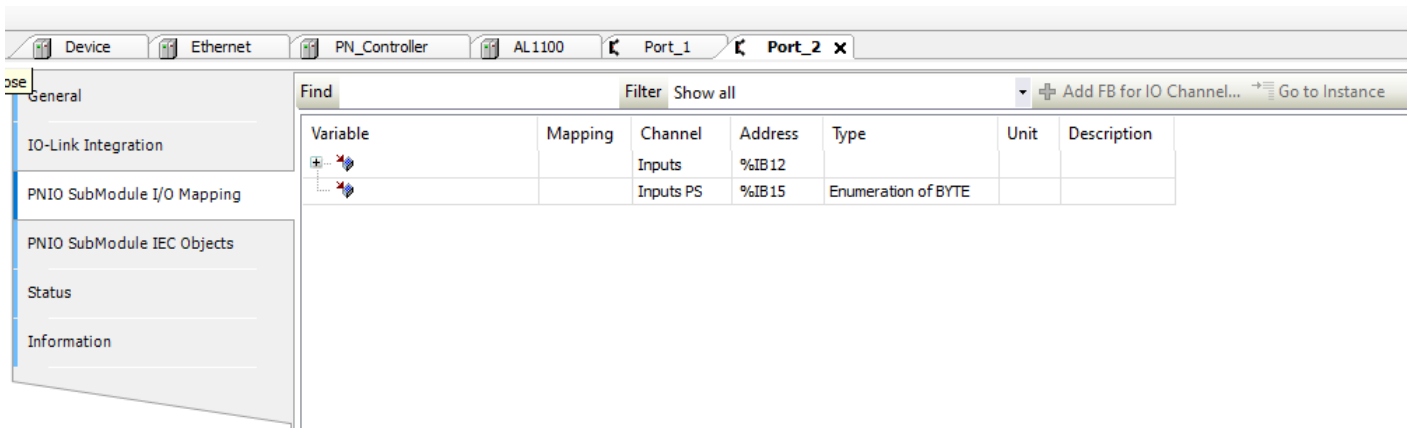 Device Ethernet PN_Controller AL1100 Port_1 Port_2
ose
General
IO-Link Integration
PNIO SubModule I/O Mapping
PNIO SubModule IEC Objects
Status
Information
Find Filter Show all Add FB for IO Channel... Go to Instance
Variable Mapping Channel Address Type Unit Description
Inputs %IB12
Inputs PS %IB15 Enumeration of BYTE